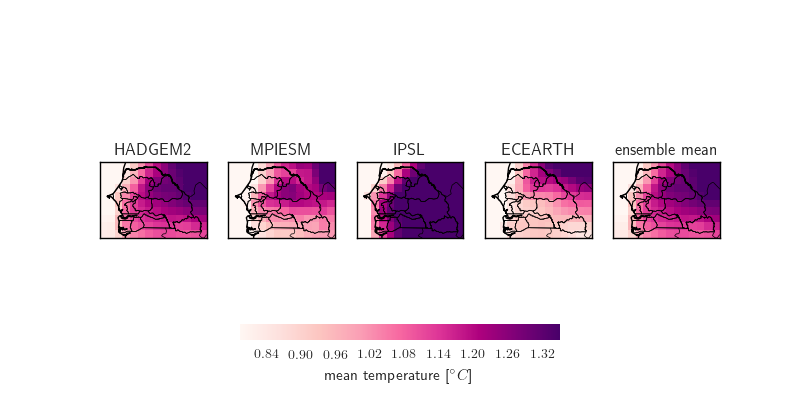 HADGEM2 MPIESM IPSL ECEARTH ensemble mean
0.84 0.90 0.96 1.02 1.08 1.14 1.20 1.26 1.32
mean temperature [°C]